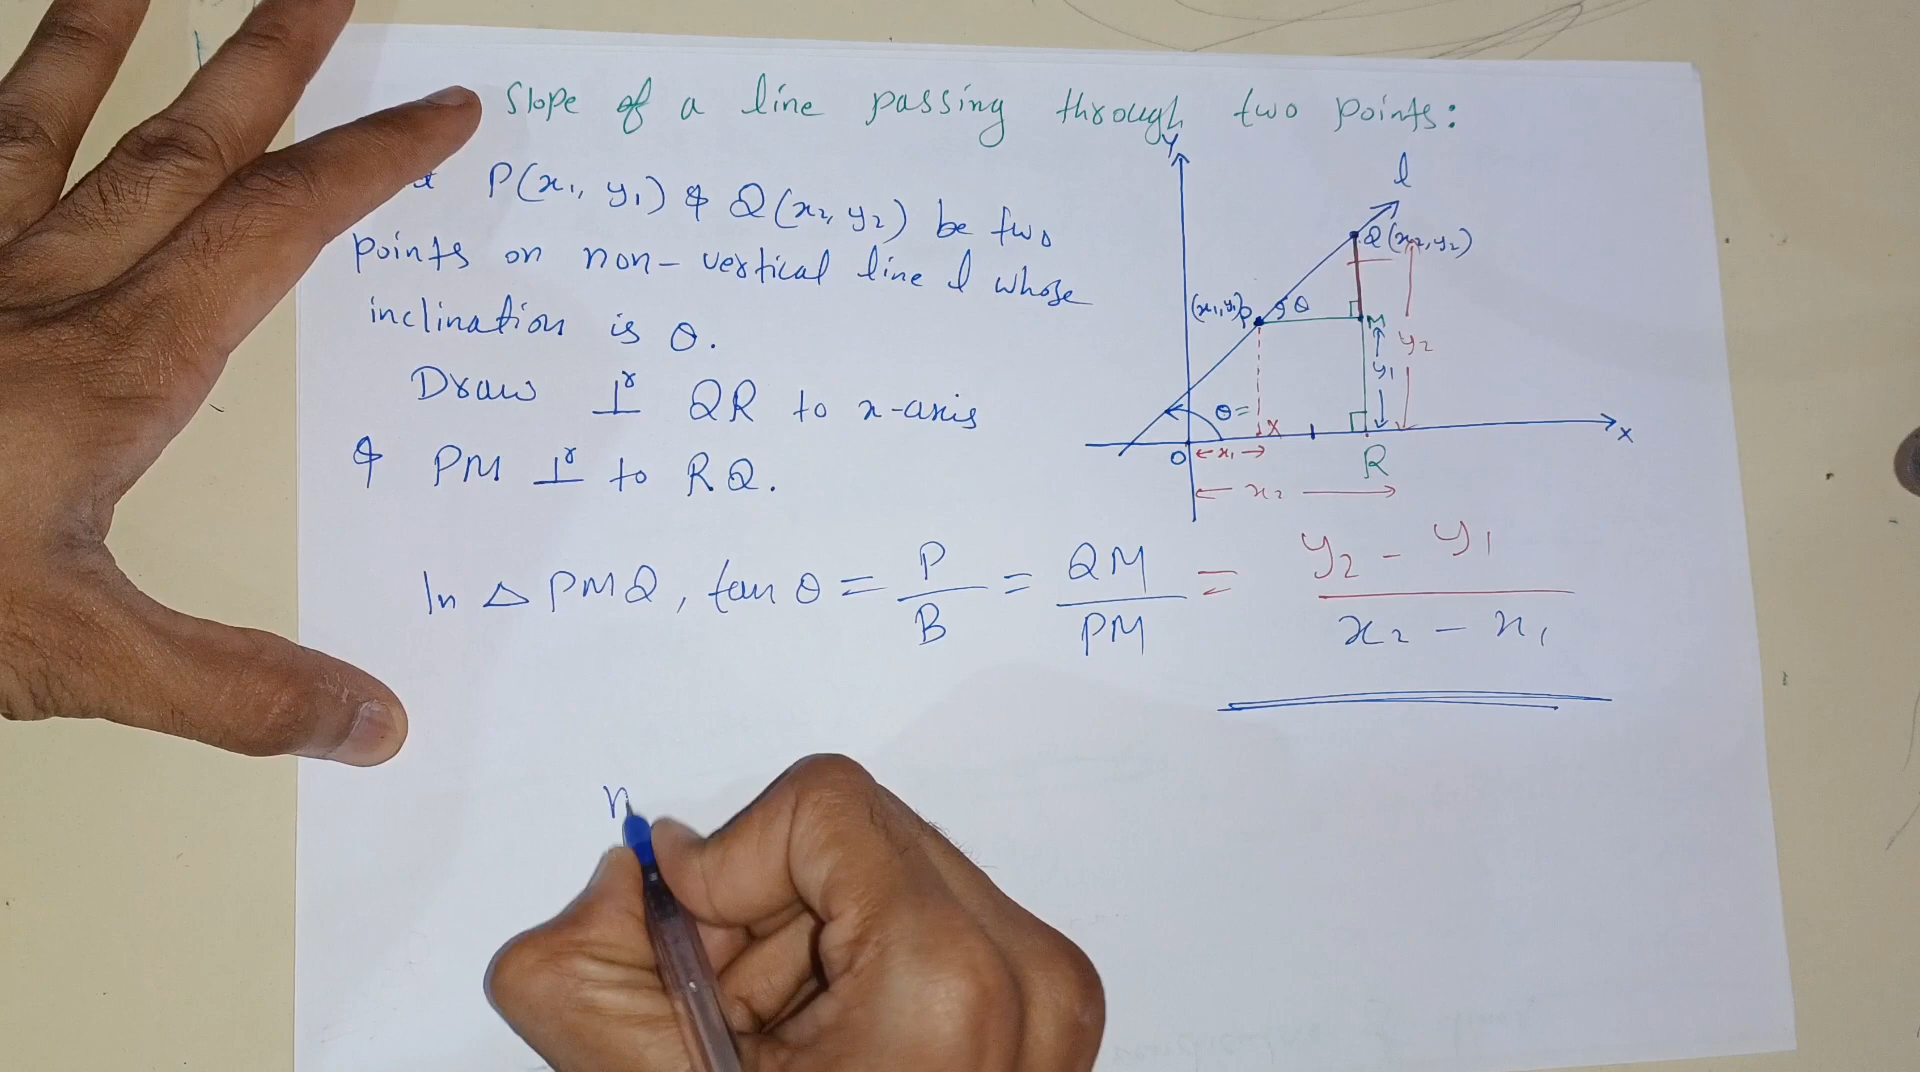 Slope of a line passing through two points:
P(x₁, y₁) & Q(x₂, y₂) be two
points on non-vertical line l whose
inclination is θ.
Draw ⊥ʳ QR to x-axis
& PM ⊥ʳ to RQ.
Y
l
Q(x₂, y₂)
(x₁, y₁)P
θ
M
y₂
y₁
θ=
X
O
x₁
R
x₂
In △ PMQ, tan θ = P/B = QM/PM = y₂ - y₁ / x₂ - x₁